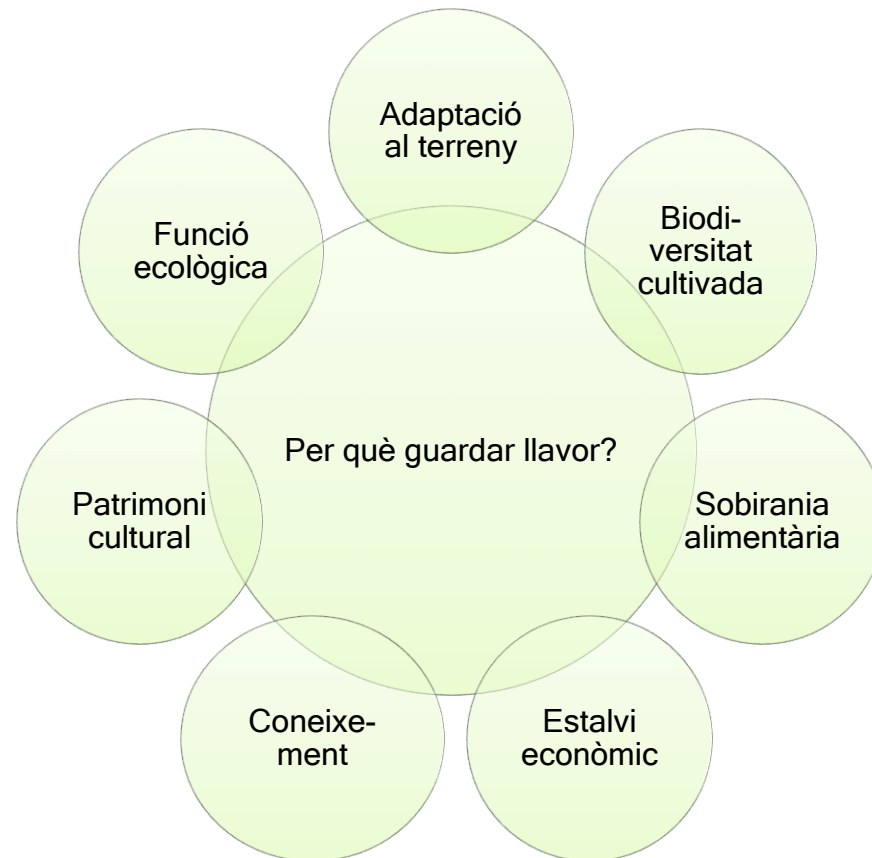 Adaptació
al terreny
Biodi-
versitat
cultivada
Funció
ecològica
Per què guardar llavor?
Patrimoni
cultural
Sobirania
alimentària
Coneixe-
ment
Estalvi
econòmic